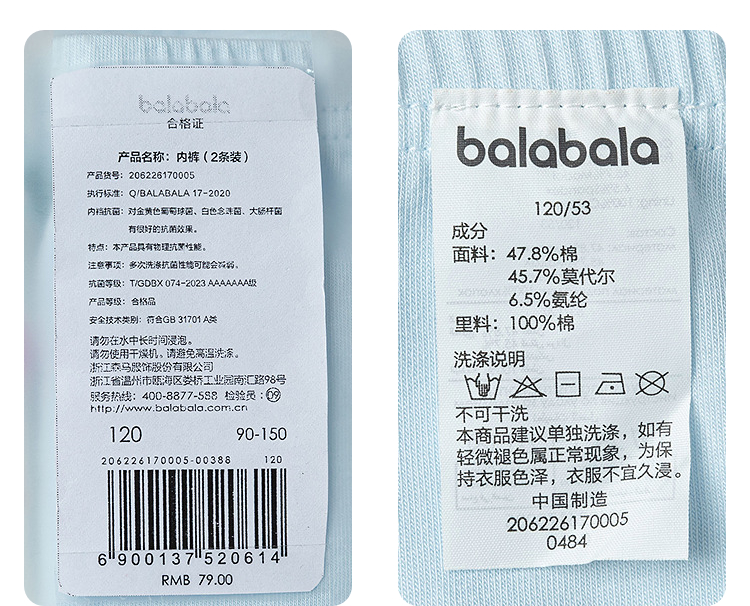 balabala
合格证
产品名称：内裤（2条装）
产品货号：206226170005
执行标准：Q/BALABALA 17-2020
内裆抗菌：对金黄色葡萄球菌、白色念珠菌、大肠杆菌
有很好的抗菌效果。
特点：本产品具有物理抗菌性能。
注意事项：多次洗涤抗菌性能可能会减弱。
抗菌等级：T/GDBX 074-2023 AAAAAAA级
产品等级：合格品
安全技术类别：符合GB 31701 A类
请勿在水中长时间浸泡。
请勿使用干燥机。请避免高温洗涤。
浙江森马服饰股份有限公司
浙江省温州市瓯海区娄桥工业园南汇路98号
服务热线：400-8877-588 检验员：09
http://www.balabala.com.cn
120 90-150
206226170005-00388 120
6 900137 520614
RMB 79.00
balabala
120/53
成分
面料：47.8%棉
45.7%莫代尔
6.5%氨纶
里料：100%棉
洗涤说明
不可干洗
本商品建议单独洗涤，如有
轻微褪色属正常现象，为保
持衣服色泽，衣服不宜久浸。
中国制造
206226170005
0484